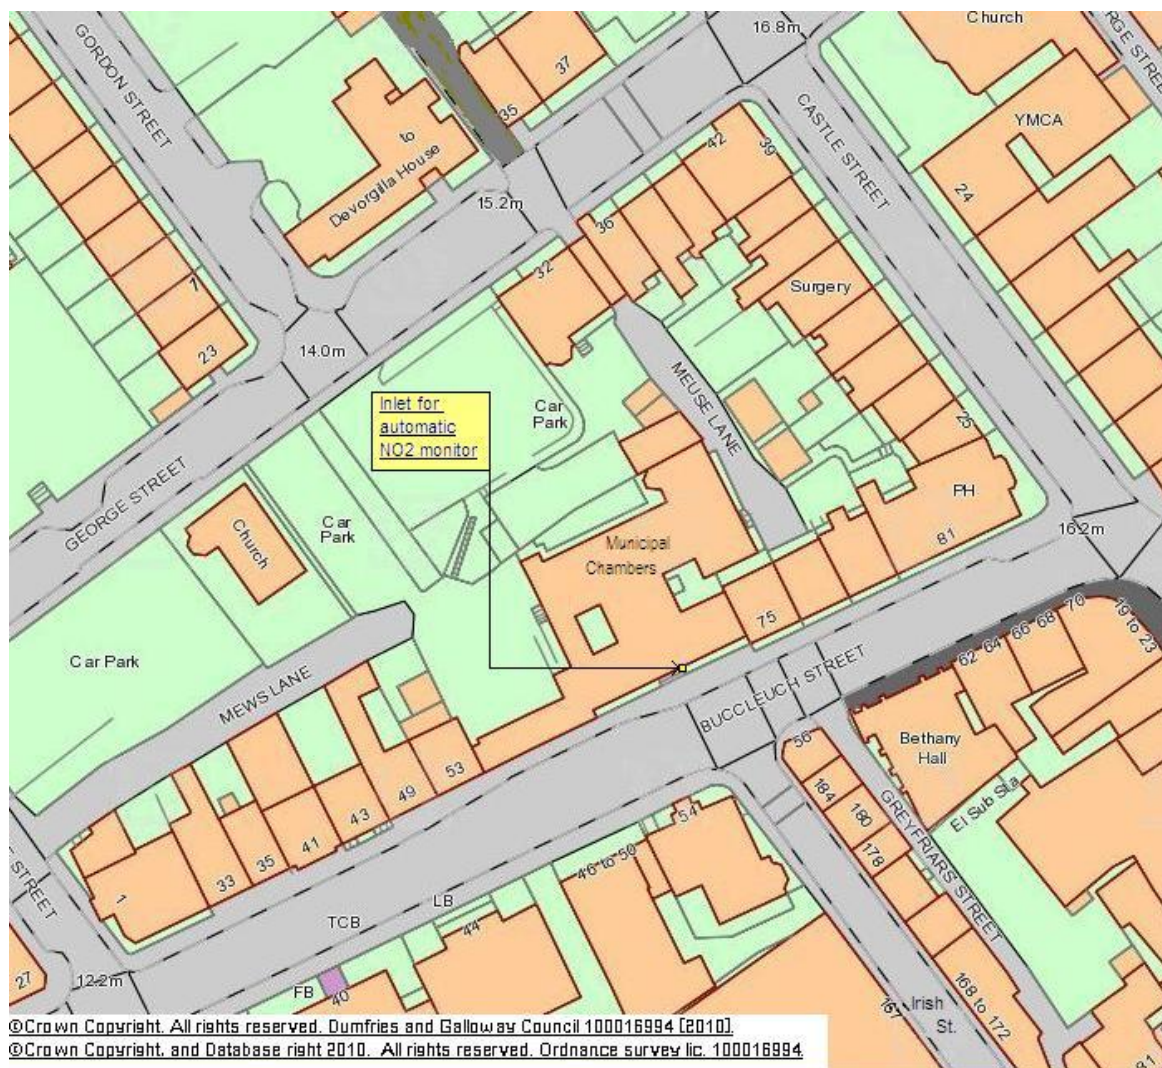 16.8m
Church
GORDON STREET
37
35
CASTLE STREET
YMCA
to
Devorgilla House
42
39
24
15.2m
36
32
Surgery
7
23
14.0m
MEUSE LANE
Inlet for
automatic
NO2 monitor
Car
Park
25
GEORGE STREET
PH
Church
Car
Park
81
16.2m
Municipal
Chambers
75
70
68
66
64
62
19 to 23
Car Park
MEWS LANE
BUCCLEUCH STREET
56
Bethany
Hall
53
49
43
41
35
33
1
184
180
178
GREYFRIARS STREET
El Sub Sta
54
46 to 50
LB
TCB
44
STREET
27
12.2m
FB
40
167
Irish
St.
168 to 172
81
©Crown Copyright. All rights reserved. Dumfries and Galloway Council 100016994 [2010].
©Crown Copyright. and Database right 2010. All rights reserved. Ordnance survey lic. 100016994